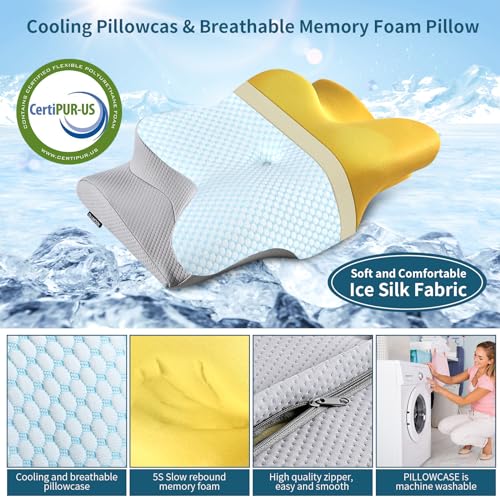 Cooling Pillowcas & Breathable Memory Foam Pillow
CONTAINS CERTIFIED FLEXIBLE POLYURETHANE FOAM
CertiPUR-US
WWW.CERTIPUR.US
Soft and Comfortable
Ice Silk Fabric
Cooling and breathable
pillowcase
5S Slow rebound
memory foam
High quality zipper,
easy and smooth
PILLOWCASE is
machine washable